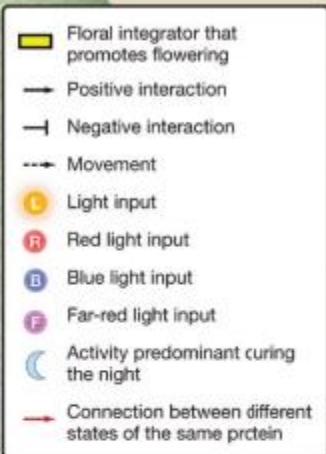 Floral integrator that
promotes flowering
Positive interaction
Negative interaction
Movement
L Light input
R Red light input
B Blue light input
F Far-red light input
Activity predominant curing
the night
Connection between different
states of the same prctein